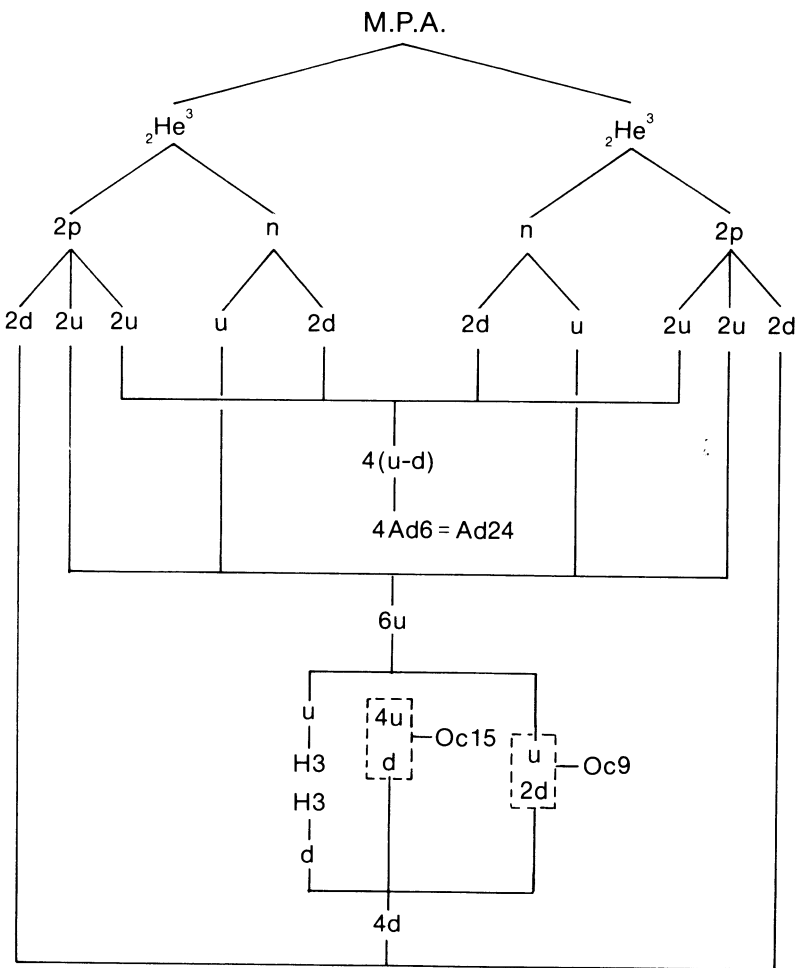 M.P.A.
₂He³ ₂He³
2p n n 2p
2d 2u 2u u 2d 2d u 2u 2u 2d
4(u-d)
4Ad6 = Ad24
6u
u 4u
Oc15
u
H3 d Oc9
2d
H3
d
4d